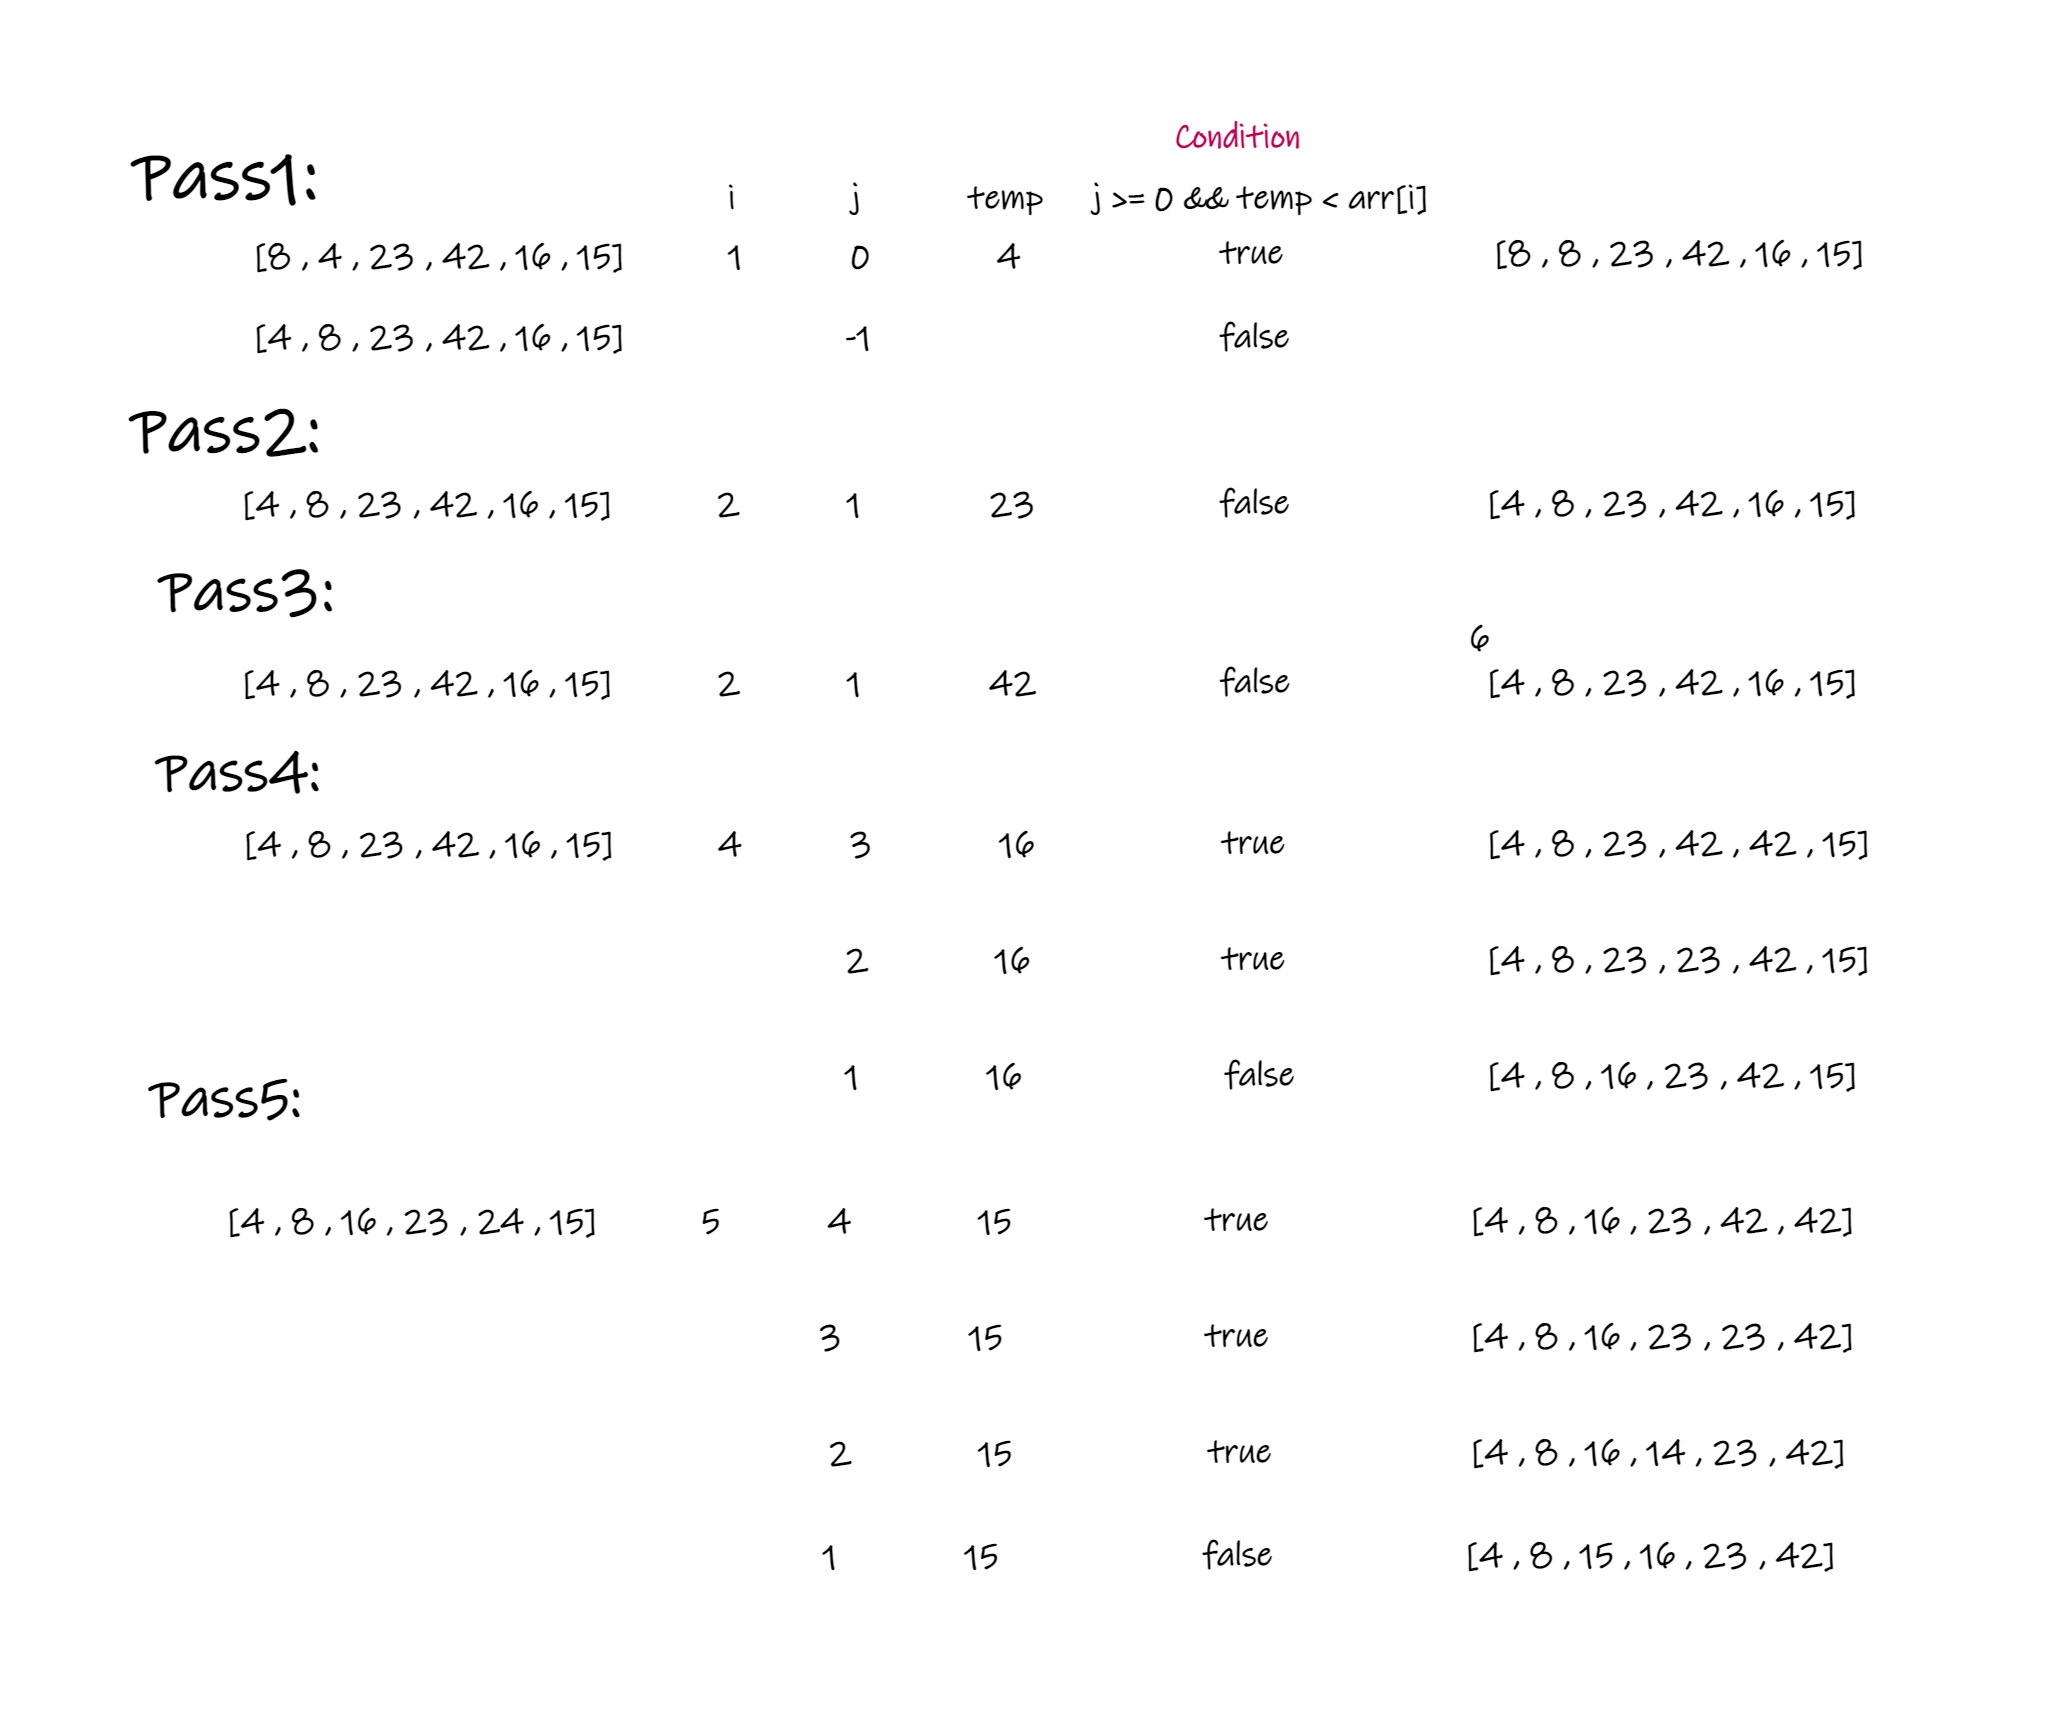 Condition
Pass1:
i j temp j >= 0 && temp < arr[i]
[8 , 4 , 23 , 42 , 16 , 15] 1 0 4 true [8 , 8 , 23 , 42 , 16 , 15]
[4 , 8 , 23 , 42 , 16 , 15] -1 false
Pass2:
[4 , 8 , 23 , 42 , 16 , 15] 2 1 23 false [4 , 8 , 23 , 42 , 16 , 15]
Pass3:
6
[4 , 8 , 23 , 42 , 16 , 15] 2 1 42 false [4 , 8 , 23 , 42 , 16 , 15]
Pass4:
[4 , 8 , 23 , 42 , 16 , 15] 4 3 16 true [4 , 8 , 23 , 42 , 42 , 15]
2 16 true [4 , 8 , 23 , 23 , 42 , 15]
1 16 false [4 , 8 , 16 , 23 , 42 , 15]
Pass5:
[4 , 8 , 16 , 23 , 24 , 15] 5 4 15 true [4 , 8 , 16 , 23 , 42 , 42]
3 15 true [4 , 8 , 16 , 23 , 23 , 42]
2 15 true [4 , 8 , 16 , 14 , 23 , 42]
1 15 false [4 , 8 , 15 , 16 , 23 , 42]